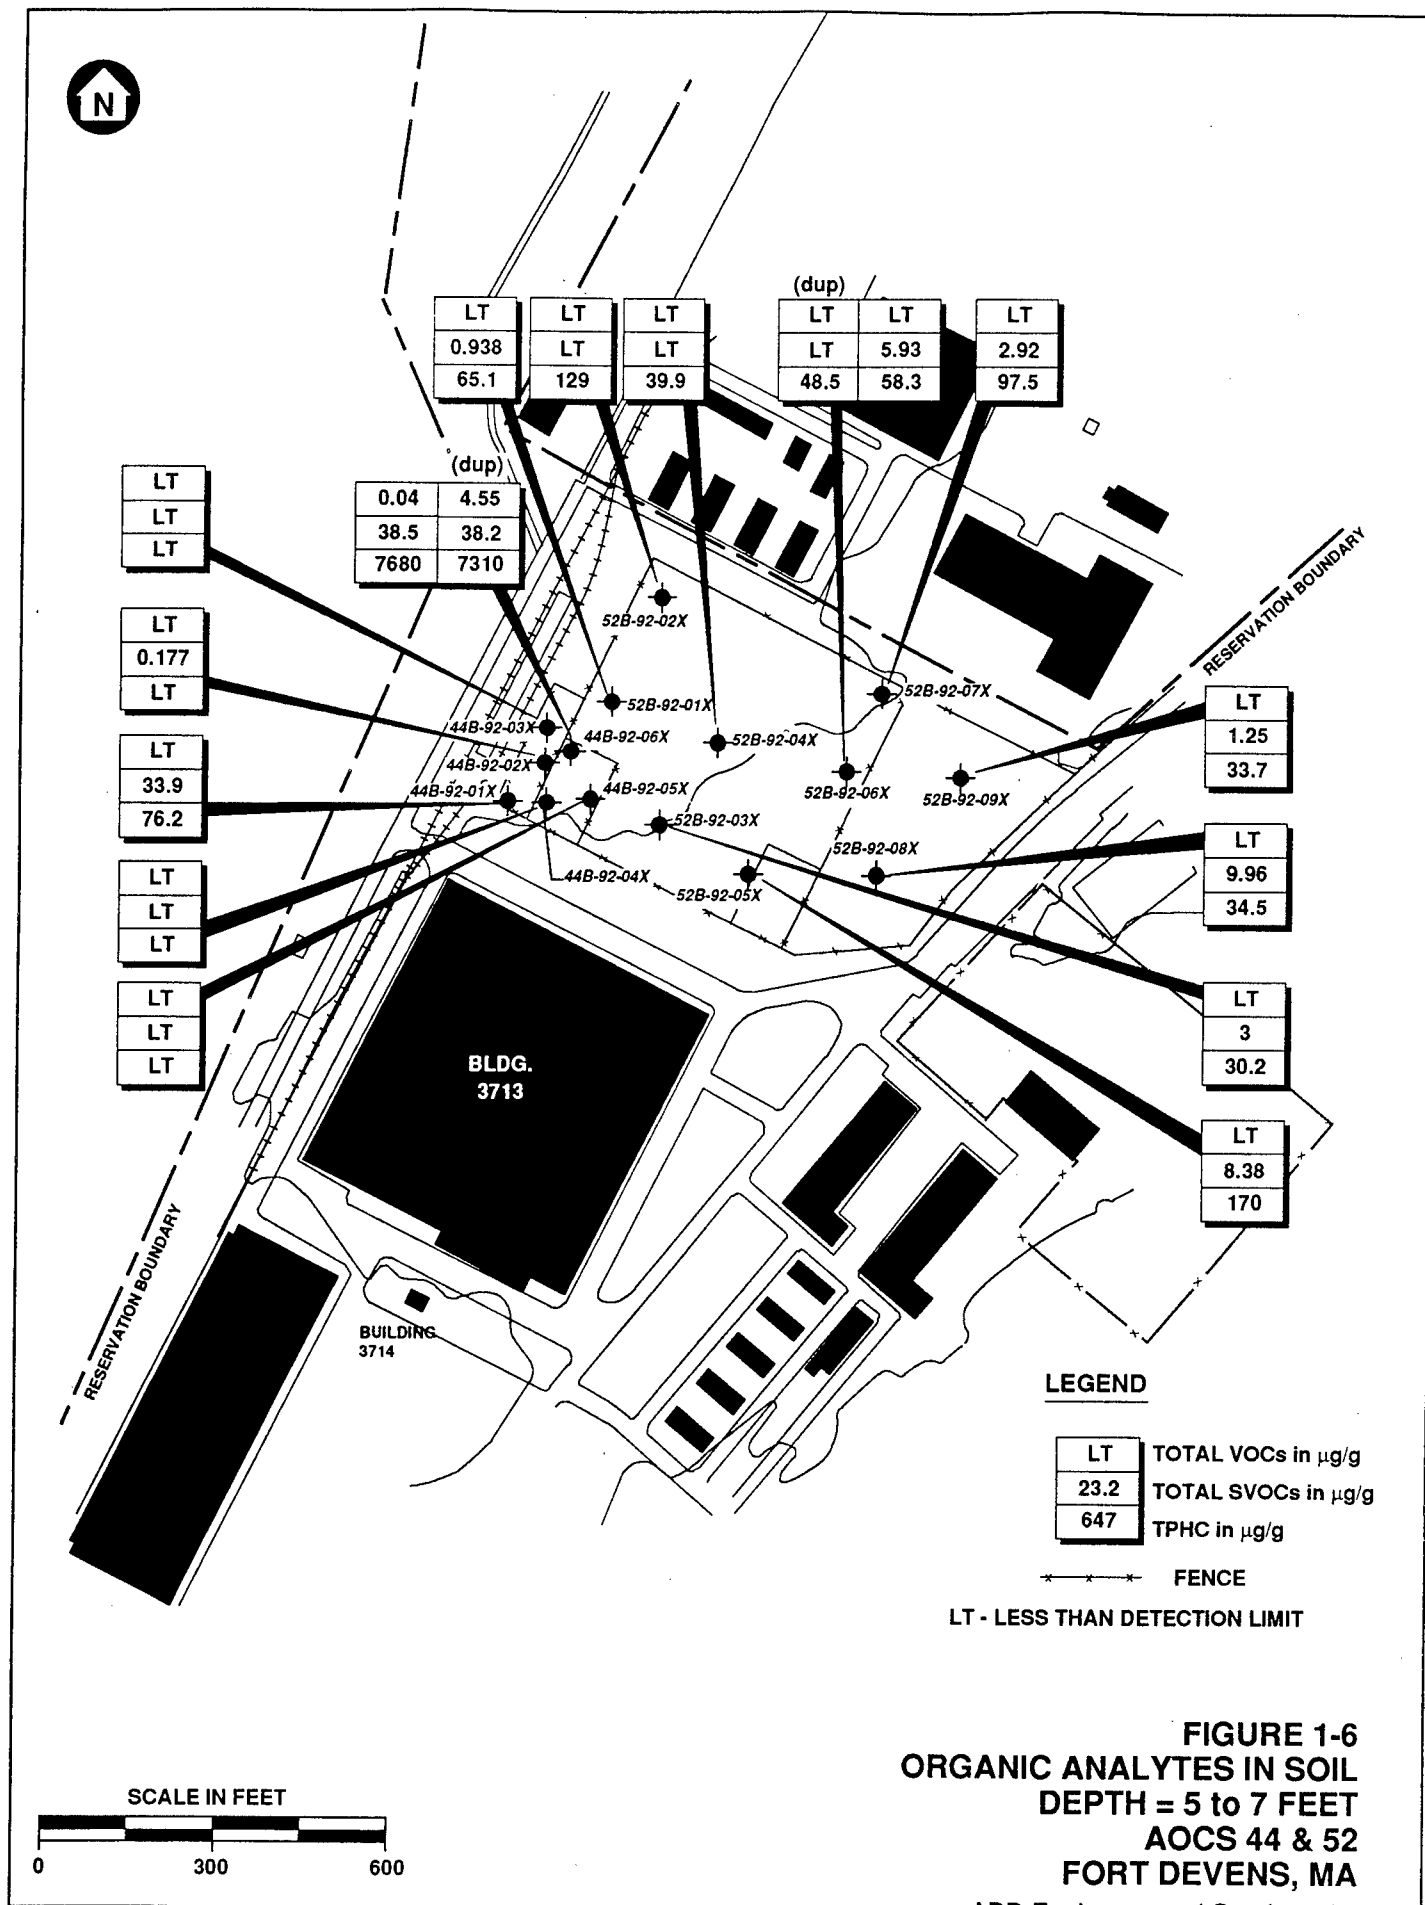 N
(dup)
LT LT LT LT LT LT
0.938 LT LT LT 5.93 2.92
65.1 129 39.9 48.5 58.3 97.5
(dup)
0.04 4.55
38.5 38.2
7680 7310
LT
LT
LT
LT
0.177
LT
LT
33.9
76.2
LT
LT
LT
LT
LT
LT
RESERVATION BOUNDARY
52B-92-02X
52B-92-01X
52B-92-07X
44B-92-03X
44B-92-06X
52B-92-04X
44B-92-02X
44B-92-01X
44B-92-05X
52B-92-06X
52B-92-09X
52B-92-03X
52B-92-08X
44B-92-04X
52B-92-05X
LT
1.25
33.7
LT
9.96
34.5
LT
3
30.2
LT
8.38
170
BLDG.
3713
RESERVATION BOUNDARY
BUILDING
3714
LEGEND
LT TOTAL VOCs in µg/g
23.2 TOTAL SVOCs in µg/g
647 TPHC in µg/g
FENCE
LT - LESS THAN DETECTION LIMIT
SCALE IN FEET
0 300 600
FIGURE 1-6
ORGANIC ANALYTES IN SOIL
DEPTH = 5 to 7 FEET
AOCS 44 & 52
FORT DEVENS, MA